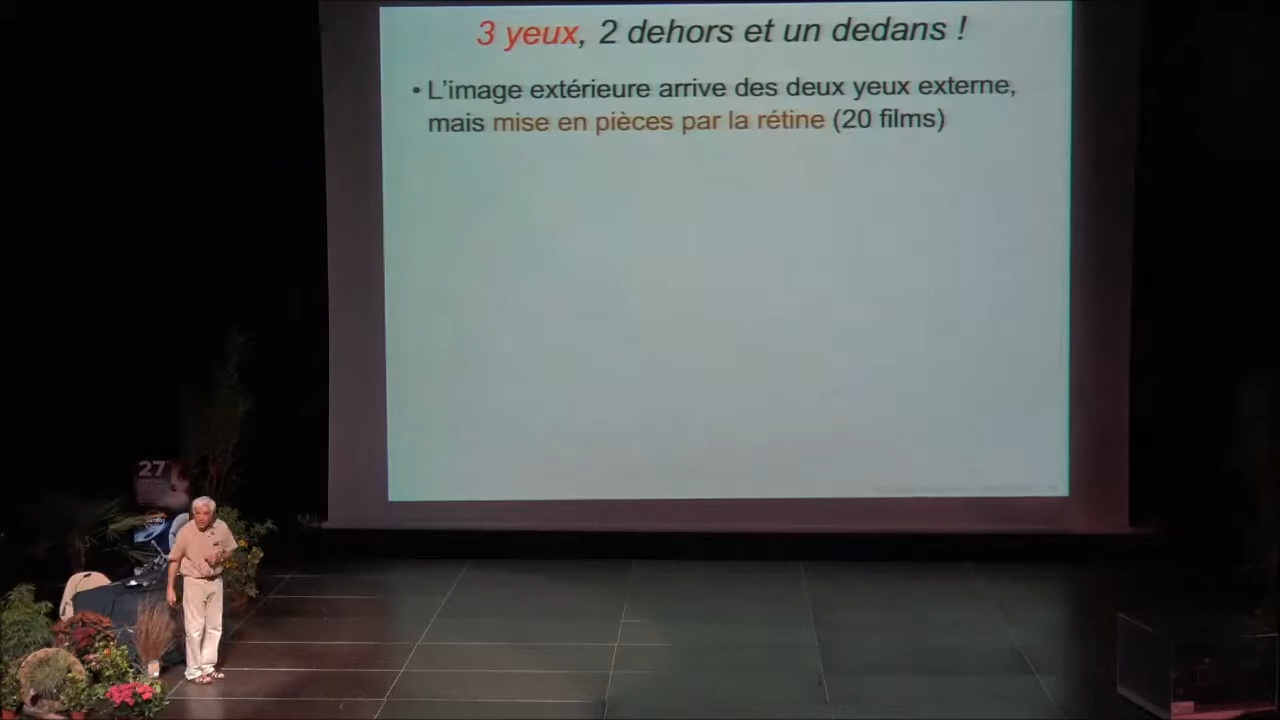 3 yeux, 2 dehors et un dedans !
• L'image extérieure arrive des deux yeux externe,
mais mise en pièces par la rétine (20 films)
27